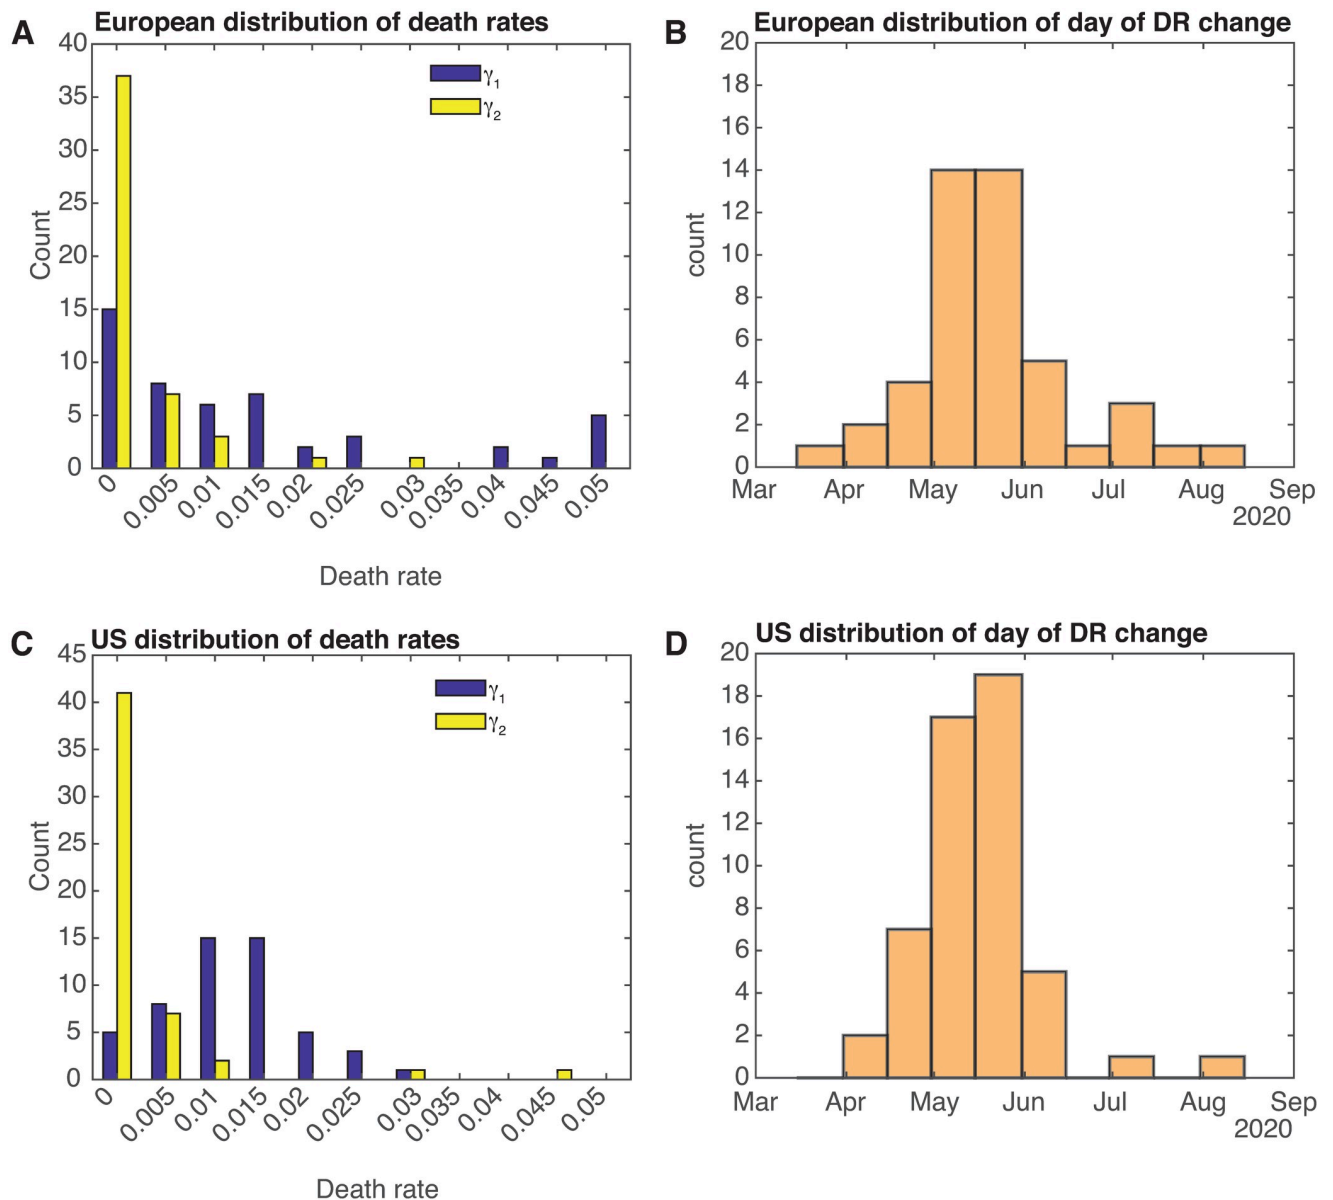 A
European distribution of death rates
40
35
30
25
20
15
10
5
0
Count
γ1
γ2
0 0.005 0.01 0.015 0.02 0.025 0.03 0.035 0.04 0.045 0.05
Death rate
B
European distribution of day of DR change
20
18
16
14
12
10
8
6
4
2
0
count
Mar Apr May Jun Jul Aug Sep
2020
C
US distribution of death rates
45
40
35
30
25
20
15
10
5
0
Count
γ1
γ2
0 0.005 0.01 0.015 0.02 0.025 0.03 0.035 0.04 0.045 0.05
Death rate
D
US distribution of day of DR change
20
18
16
14
12
10
8
6
4
2
0
count
Mar Apr May Jun Jul Aug Sep
2020